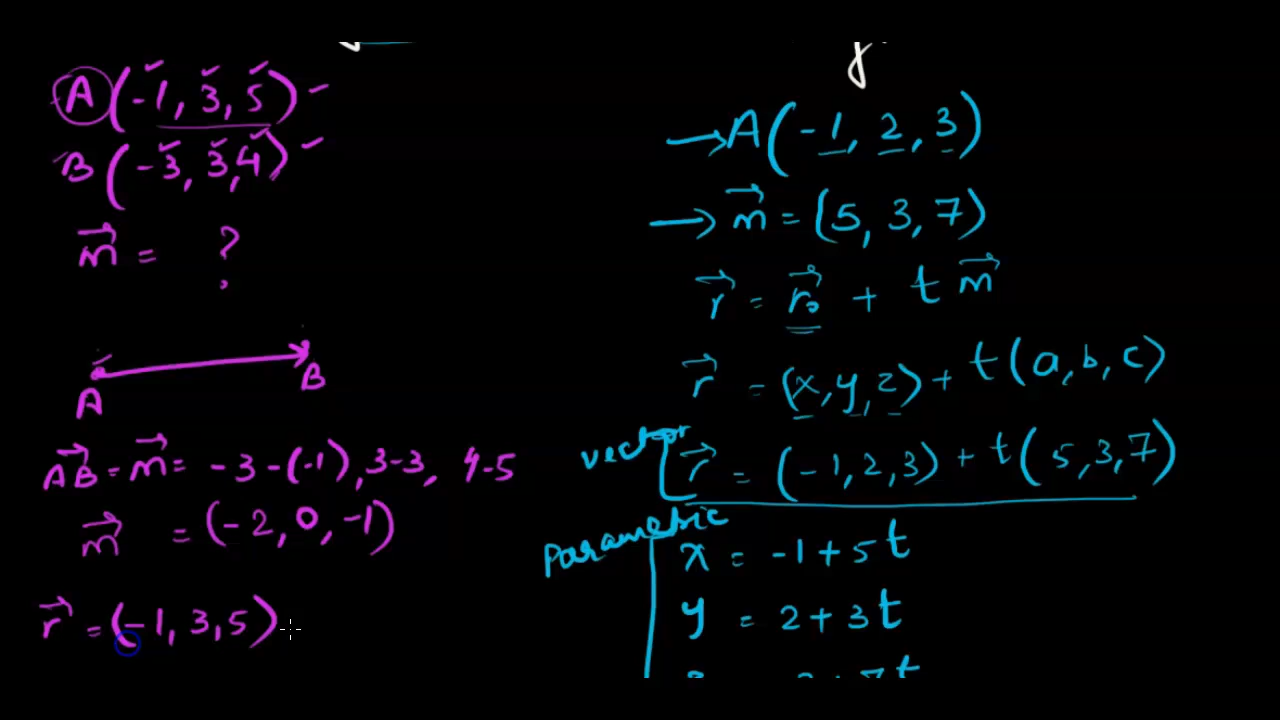 A(-1, 3, 5)
B(-3, 3, 4)
m⃗ = ?
A B
AB⃗ = m⃗ = -3-(-1), 3-3, 4-5
m⃗ = (-2, 0, -1)
r⃗ = (-1, 3, 5)
→ A(-1, 2, 3)
→ m⃗ = (5, 3, 7)
r⃗ = r⃗₀ + t m⃗
r⃗ = (x, y, z) + t(a, b, c)
vector r⃗ = (-1, 2, 3) + t(5, 3, 7)
Parametric x = -1 + 5t
y = 2 + 3t